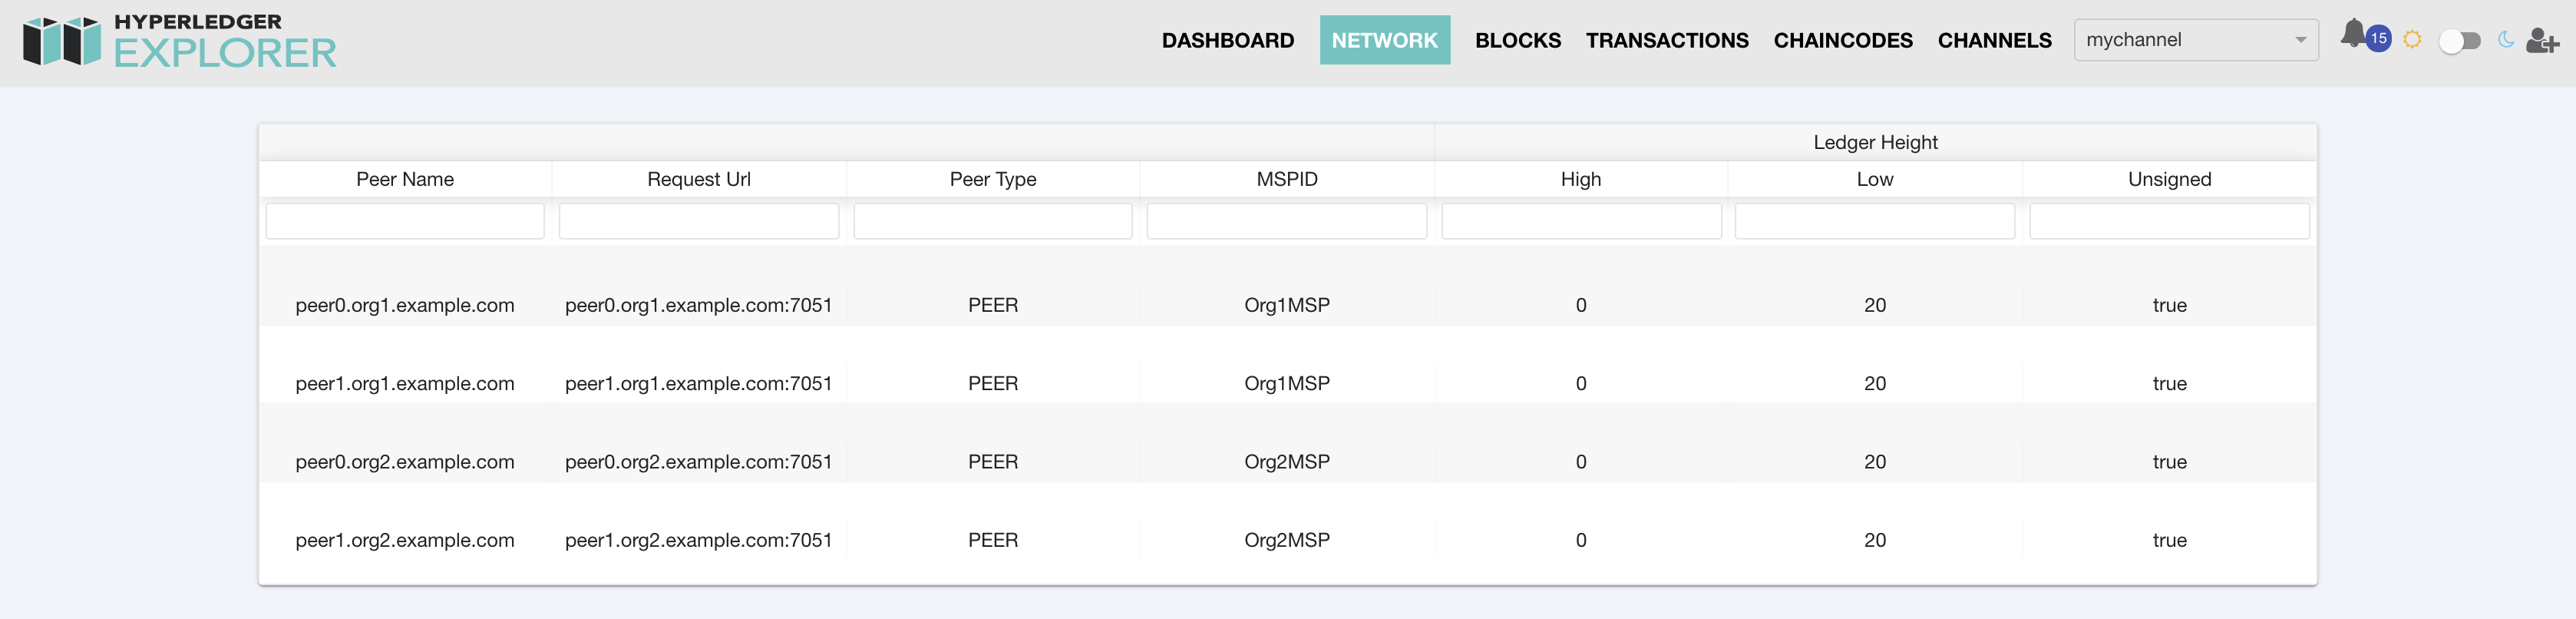 HYPERLEDGER
EXPLORER
DASHBOARD NETWORK BLOCKS TRANSACTIONS CHAINCODES CHANNELS mychannel 15
Ledger Height
Peer Name Request Url Peer Type MSPID High Low Unsigned
peer0.org1.example.com peer0.org1.example.com:7051 PEER Org1MSP 0 20 true
peer1.org1.example.com peer1.org1.example.com:7051 PEER Org1MSP 0 20 true
peer0.org2.example.com peer0.org2.example.com:7051 PEER Org2MSP 0 20 true
peer1.org2.example.com peer1.org2.example.com:7051 PEER Org2MSP 0 20 true